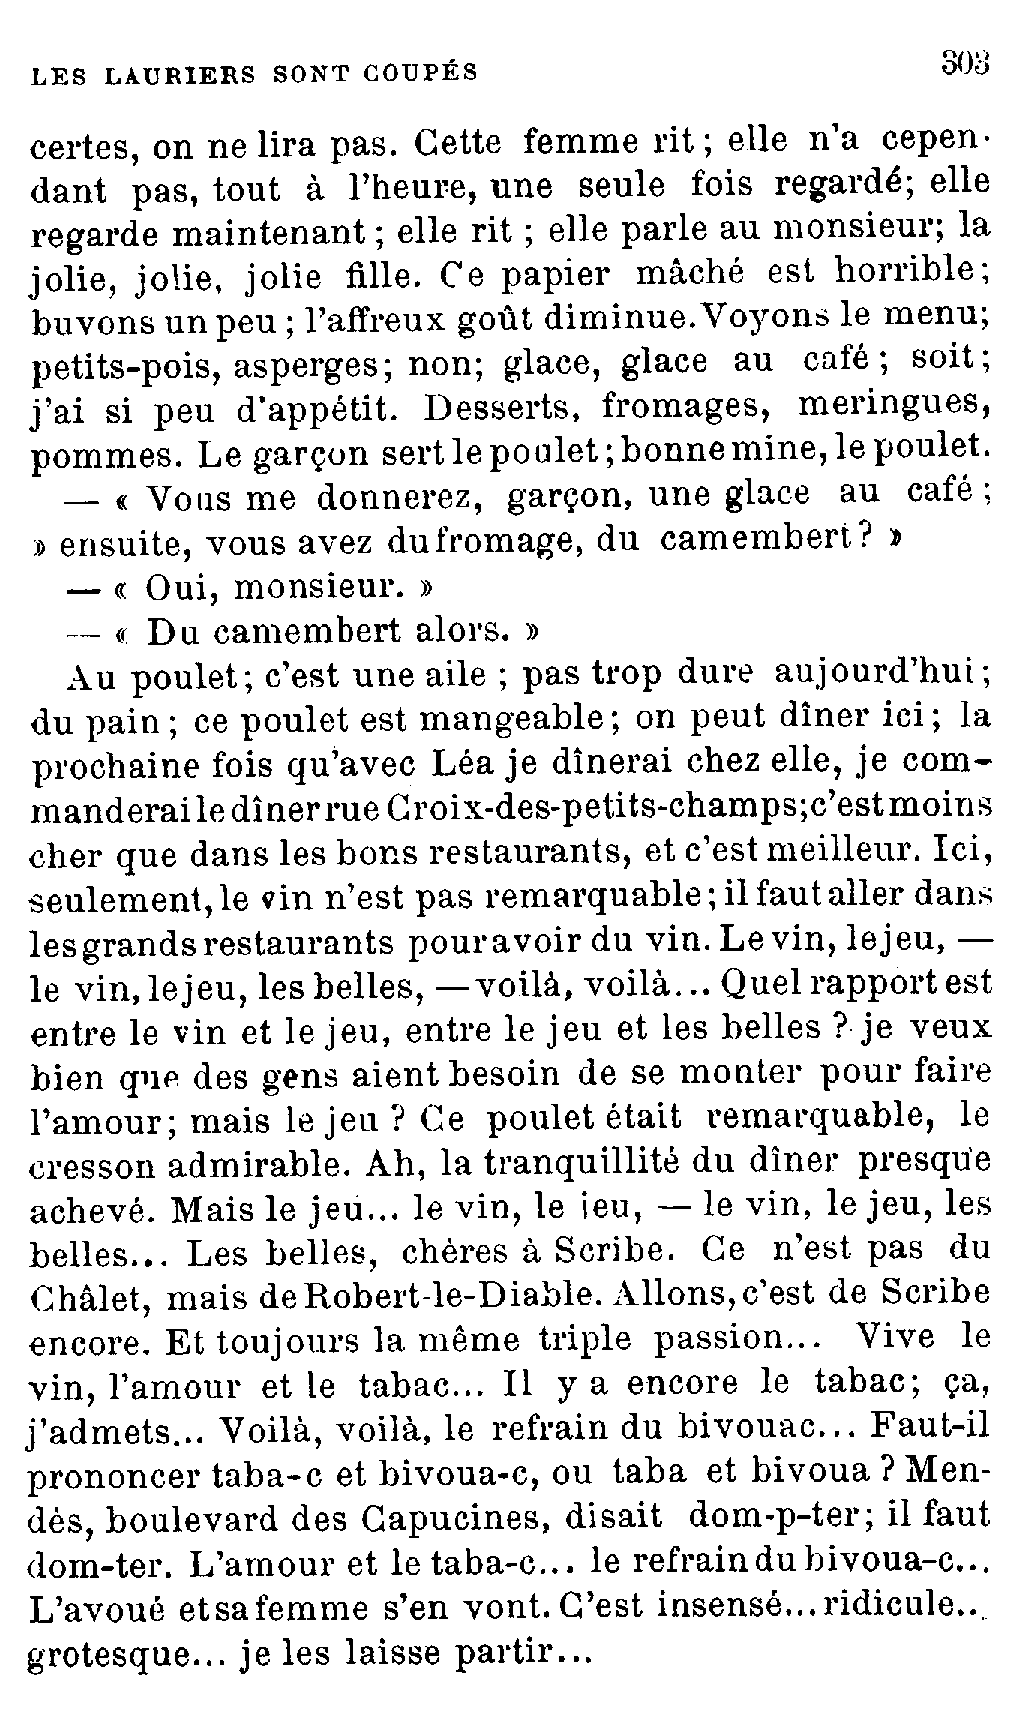 LES LAURIERS SONT COUPÉS 303
certes, on ne lira pas. Cette femme rit ; elle n'a cepen-
dant pas, tout à l'heure, une seule fois regardé; elle
regarde maintenant ; elle rit ; elle parle au monsieur; la
jolie, jolie, jolie fille. Ce papier mâché est horrible;
buvons un peu ; l'affreux goût diminue. Voyons le menu;
petits-pois, asperges; non; glace, glace au café ; soit;
j'ai si peu d'appétit. Desserts, fromages, meringues,
pommes. Le garçon sert le poulet ; bonne mine, le poulet.
— « Vous me donnerez, garçon, une glace au café ;
» ensuite, vous avez du fromage, du camembert ? »
— « Oui, monsieur. »
— « Du camembert alors. »
Au poulet ; c'est une aile ; pas trop dure aujourd'hui ;
du pain ; ce poulet est mangeable; on peut dîner ici; la
prochaine fois qu'avec Léa je dînerai chez elle, je com-
manderai le dîner rue Croix-des-petits-champs; c'est moins
cher que dans les bons restaurants, et c'est meilleur. Ici,
seulement, le vin n'est pas remarquable; il faut aller dans
les grands restaurants pour avoir du vin. Le vin, le jeu, —
le vin, le jeu, les belles, — voilà, voilà... Quel rapport est
entre le vin et le jeu, entre le jeu et les belles ? je veux
bien que des gens aient besoin de se monter pour faire
l'amour; mais le jeu ? Ce poulet était remarquable, le
cresson admirable. Ah, la tranquillité du dîner presque
achevé. Mais le jeu... le vin, le jeu, — le vin, le jeu, les
belles... Les belles, chères à Scribe. Ce n'est pas du
Châlet, mais de Robert-le-Diable. Allons, c'est de Scribe
encore. Et toujours la même triple passion... Vive le
vin, l'amour et le tabac... Il y a encore le tabac; ça,
j'admets... Voilà, voilà, le refrain du bivouac... Faut-il
prononcer taba-c et bivoua-c, ou taba et bivoua ? Men-
dès, boulevard des Capucines, disait dom-p-ter; il faut
dom-ter. L'amour et le taba-c... le refrain du bivoua-c...
L'avoué et sa femme s'en vont. C'est insensé... ridicule...
grotesque... je les laisse partir...